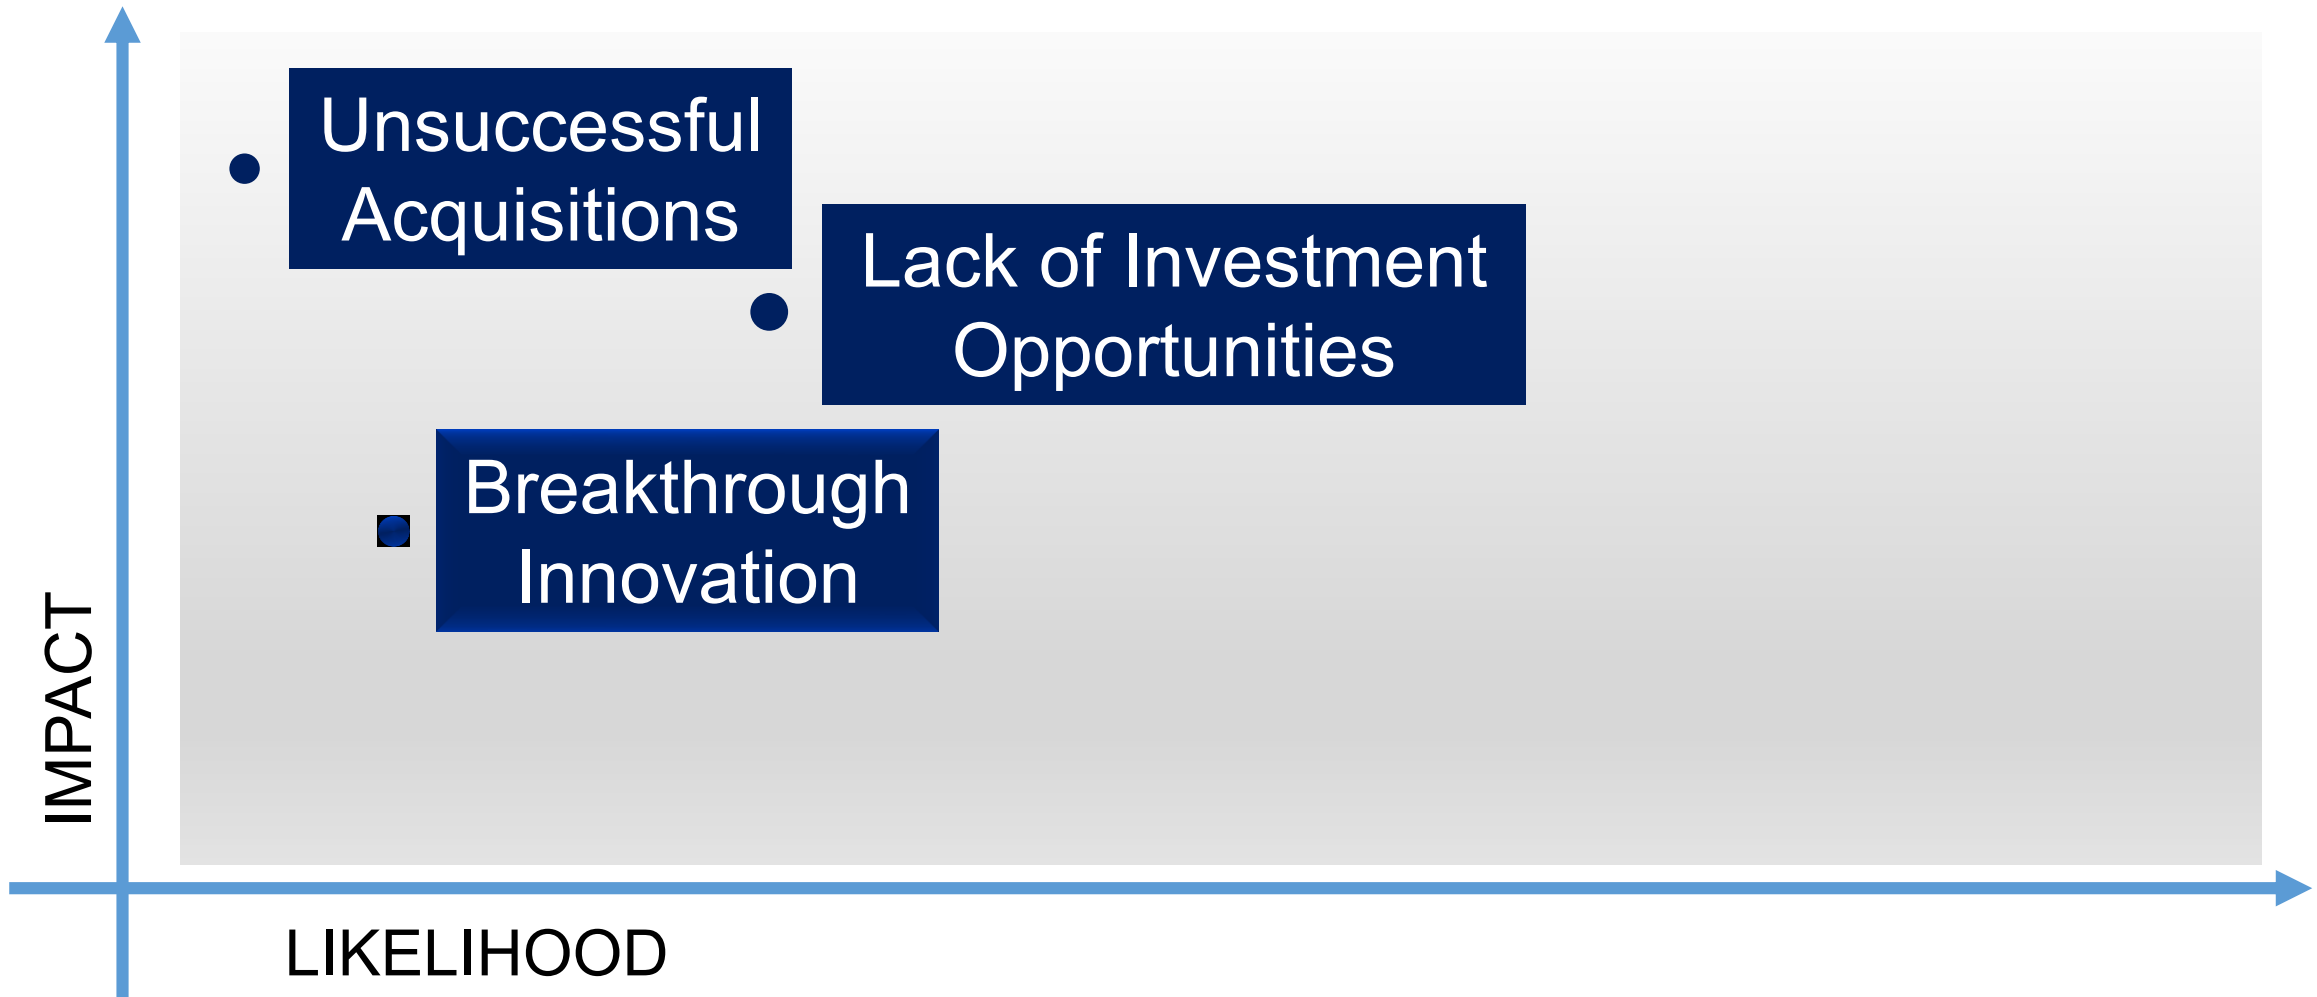 Unsuccessful
Acquisitions
Lack of Investment
Opportunities
Breakthrough
Innovation
IMPACT
LIKELIHOOD